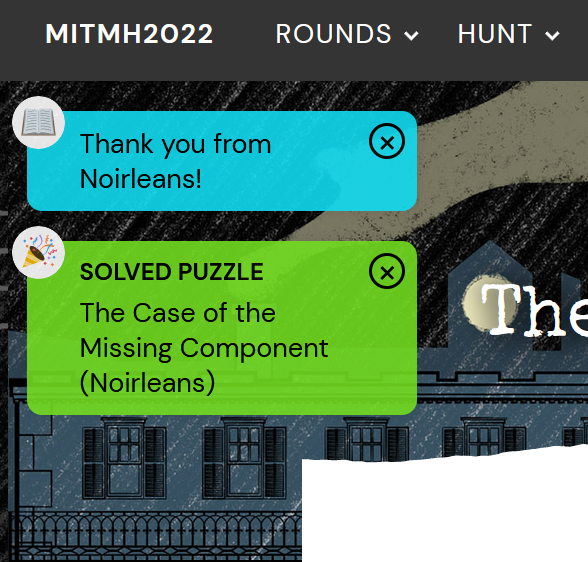 MITMH2022 ROUNDS HUNT
Thank you from
Noirleans!
SOLVED PUZZLE
The Case of the
Missing Component
(Noirleans)
The